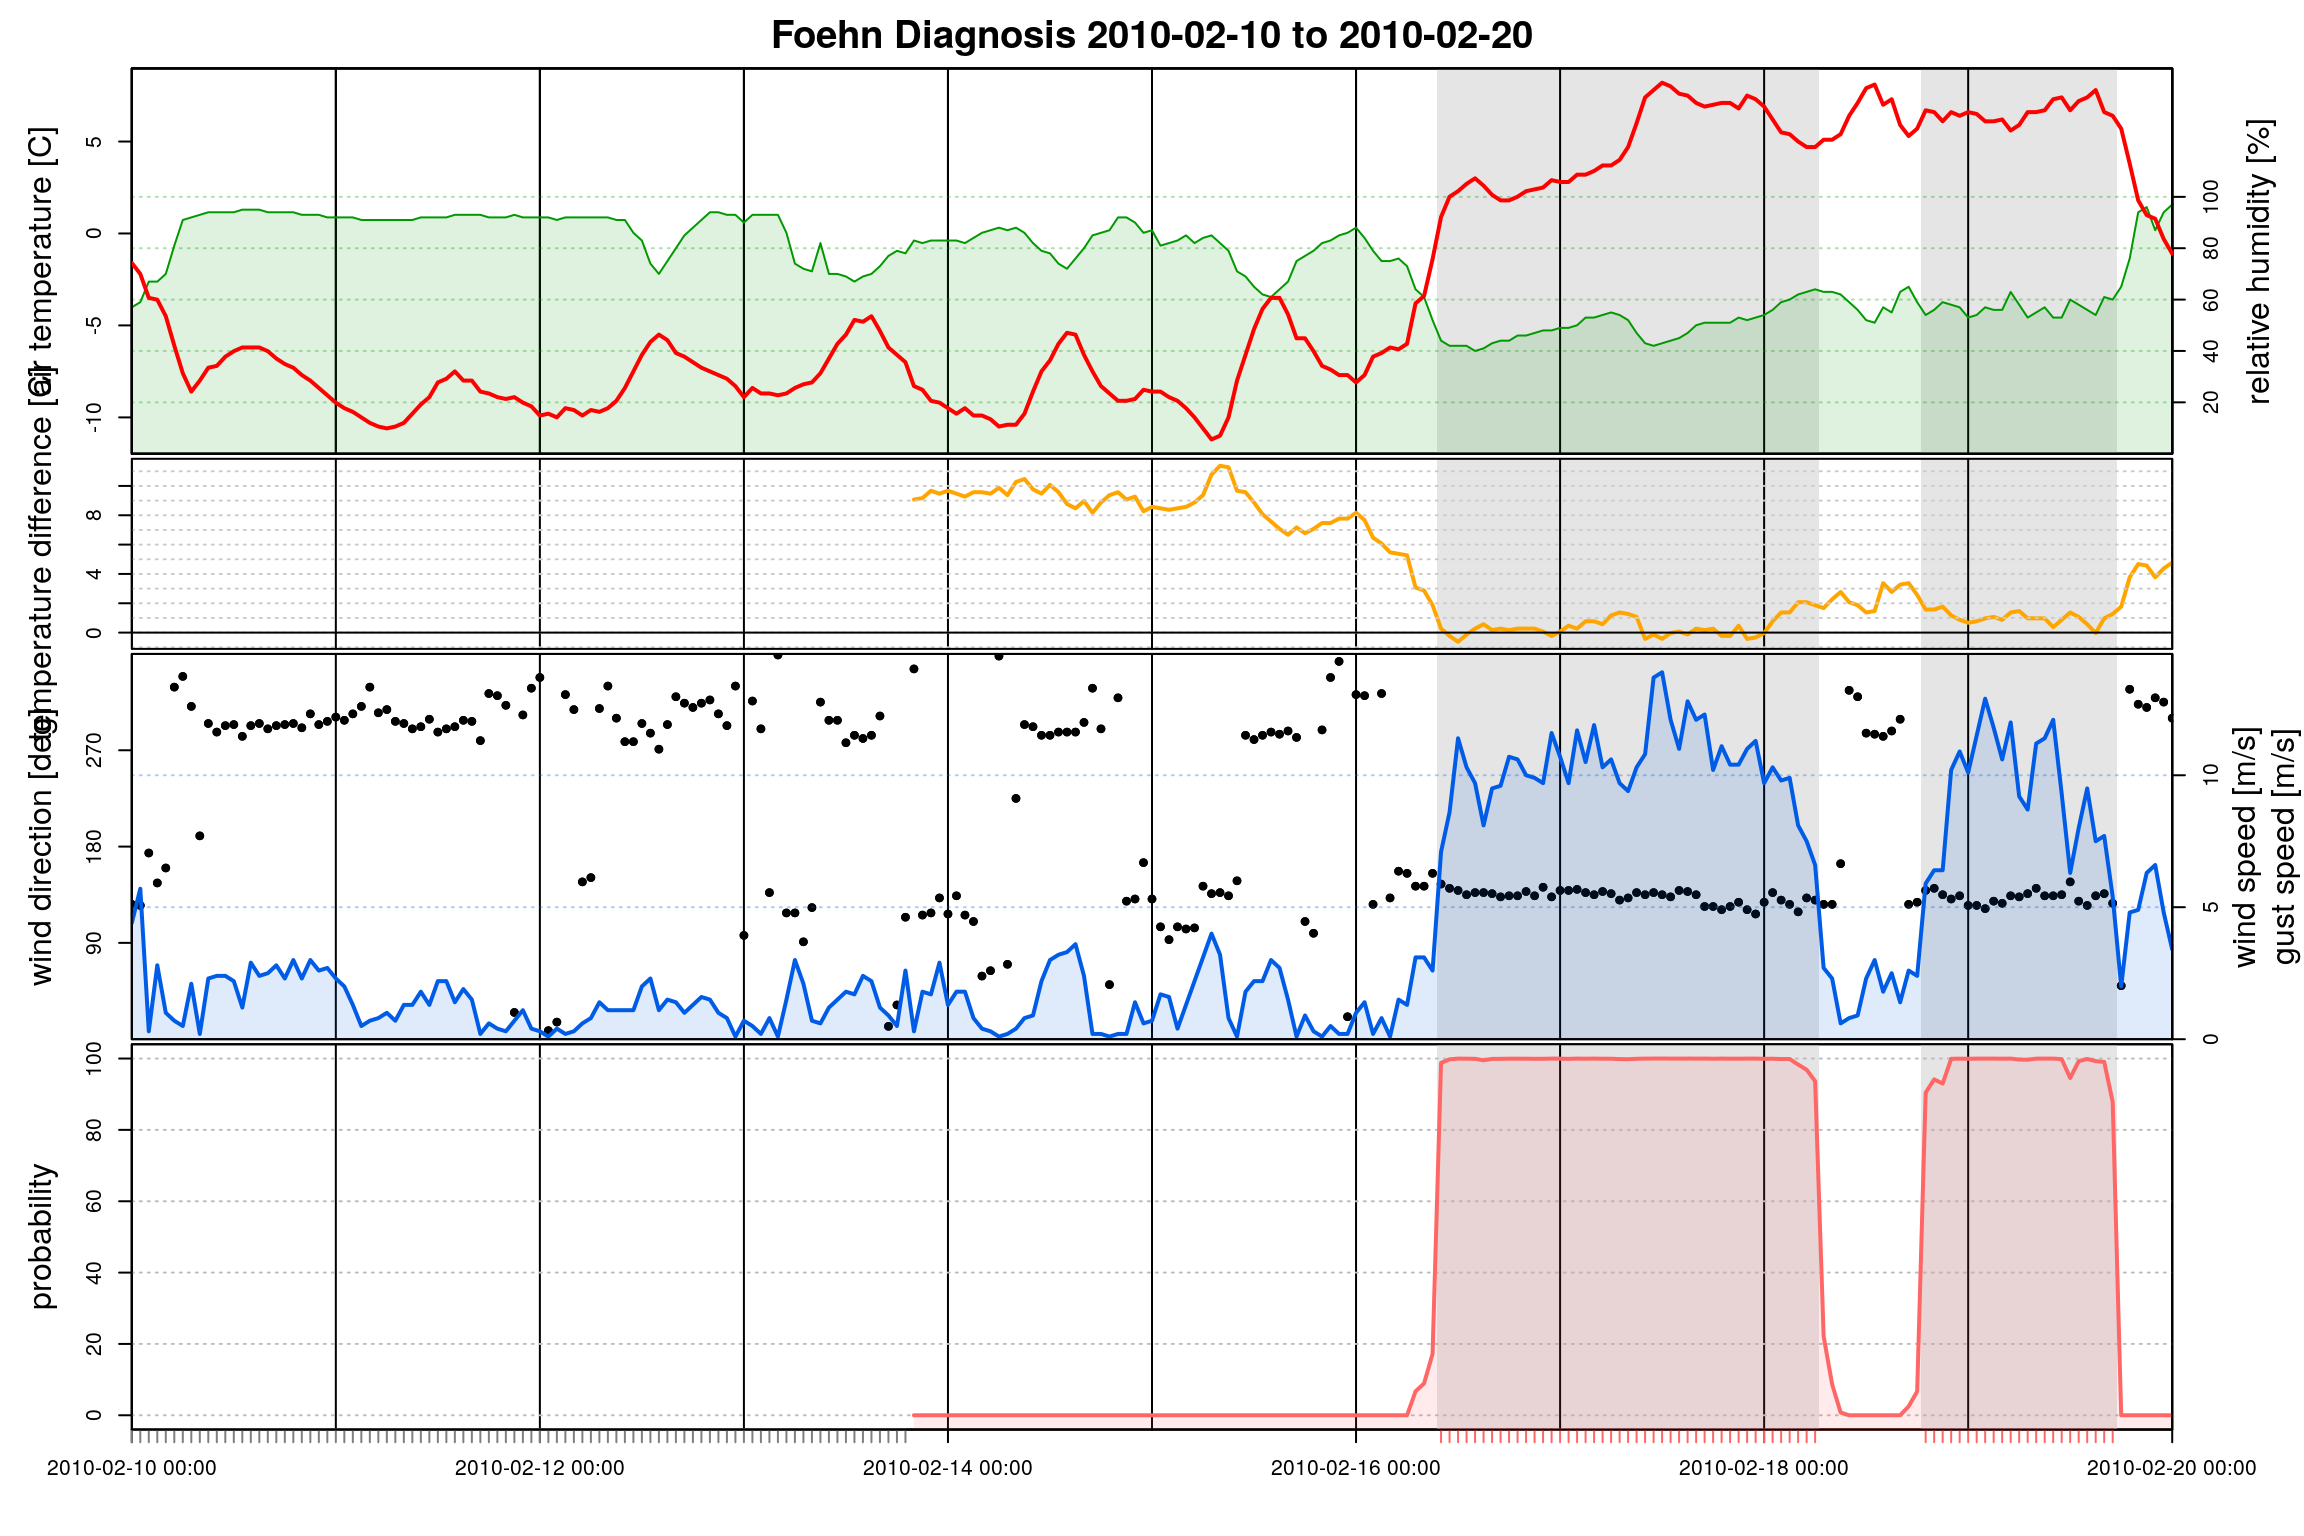 Foehn Diagnosis 2010-02-10 to 2010-02-20
air temperature [C]
5
0
-5
-10
100
80
60
40
20
relative humidity [%]
temperature difference [C]
8
4
0
wind direction [deg]
270
180
90
10
5
0
wind speed [m/s]
gust speed [m/s]
probability
100
80
60
40
20
0
2010-02-10 00:00 2010-02-12 00:00 2010-02-14 00:00 2010-02-16 00:00 2010-02-18 00:00 2010-02-20 00:00